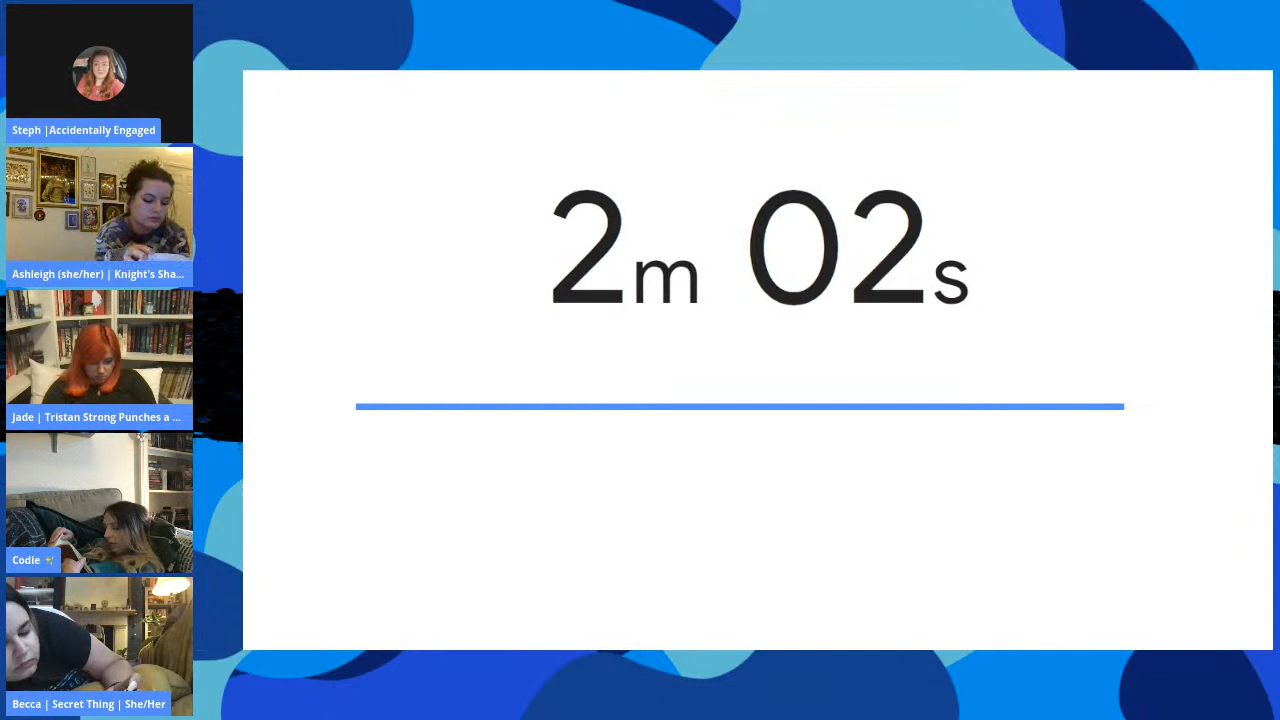 Steph |Accidentally Engaged
2m 02s
Ashleigh (she/her) | Knight's Sha...
Jade | Tristan Strong Punches a ...
Codie ✨
Becca | Secret Thing | She/Her